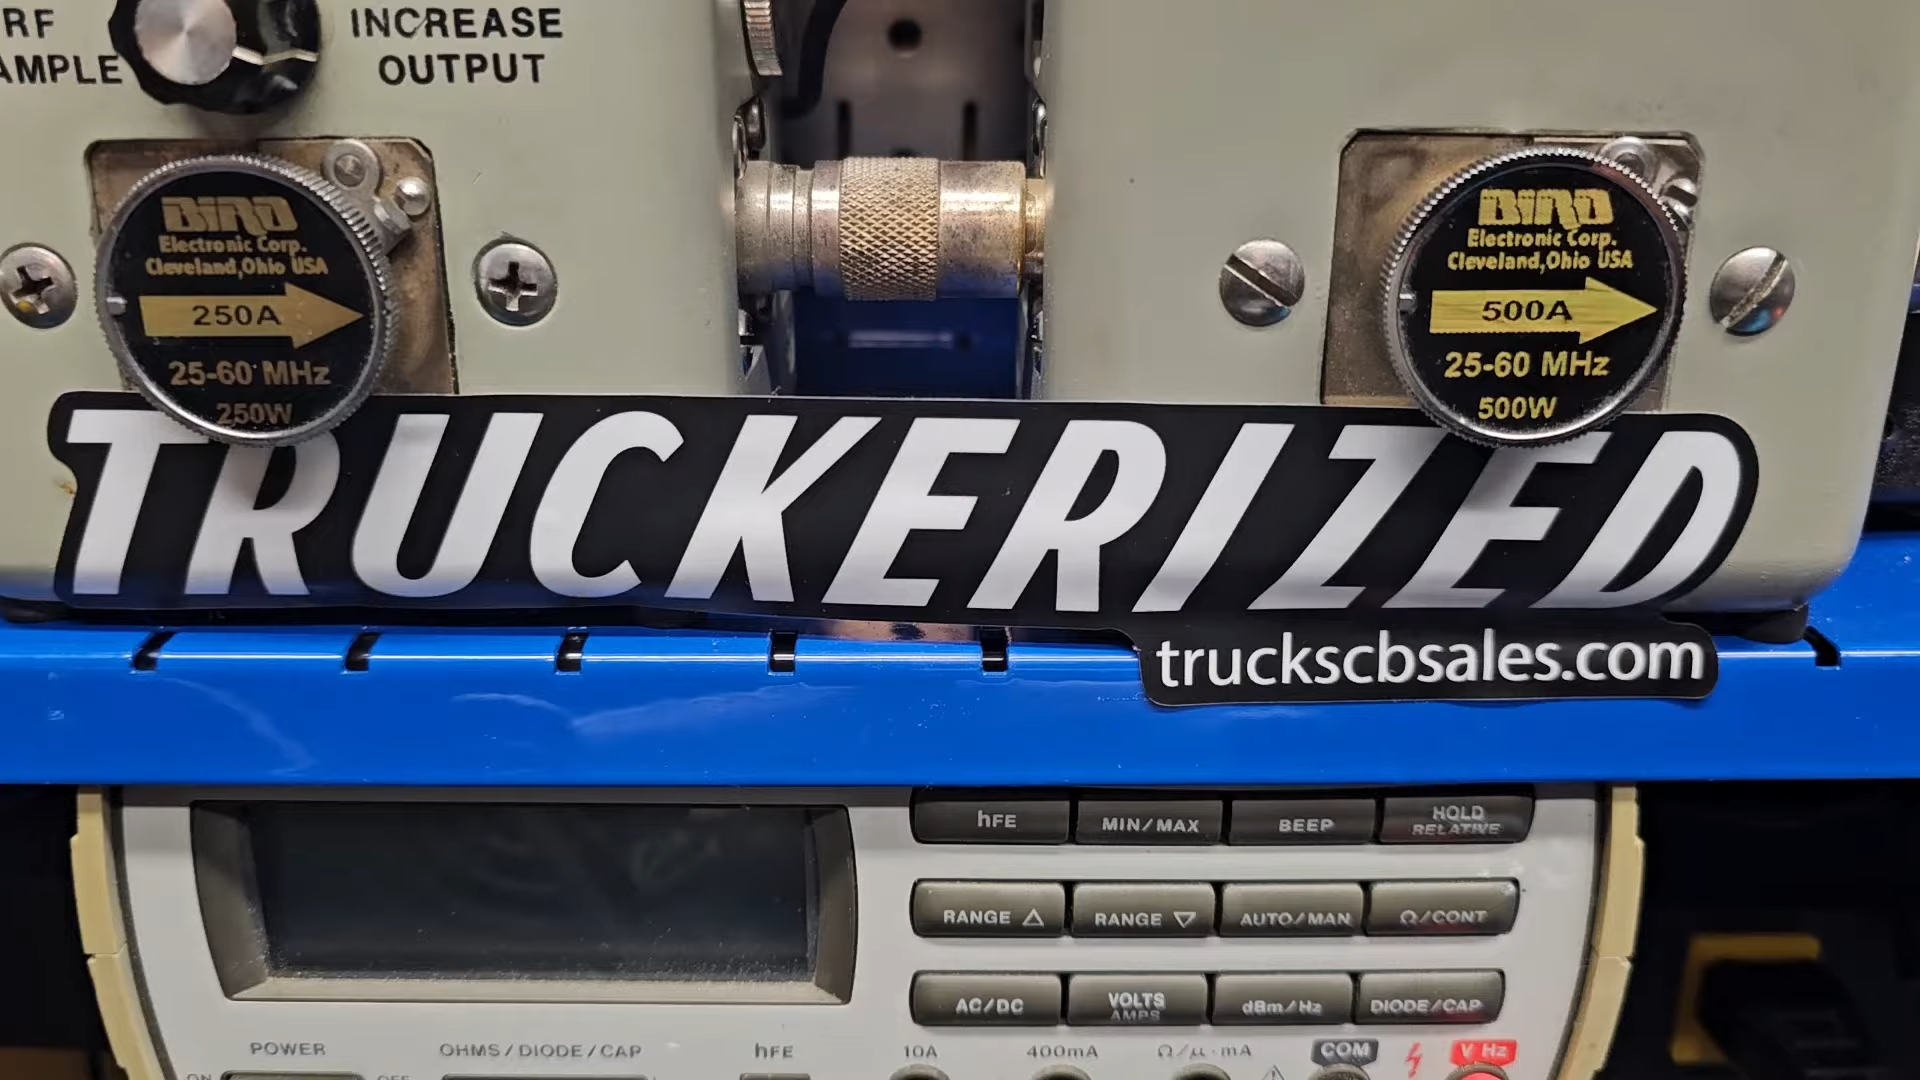 RF
AMPLE
INCREASE
OUTPUT
BIRD
Electronic Corp.
Cleveland,Ohio USA
250A
25-60 MHz
250W
BIRD
Electronic Corp.
Cleveland,Ohio USA
500A
25-60 MHz
500W
TRUCKERIZED
truckscbsales.com
hFE
MIN/MAX
BEEP
HOLD
RELATIVE
RANGE △
RANGE ▽
AUTO/MAN
Ω/CONT
AC/DC
VOLTS
AMPS
dBm/Hz
DIODE/CAP
POWER
OHMS/DIODE/CAP
hFE
10A
400mA
Ω/µ·mA
COM
V Hz
ON
OFF